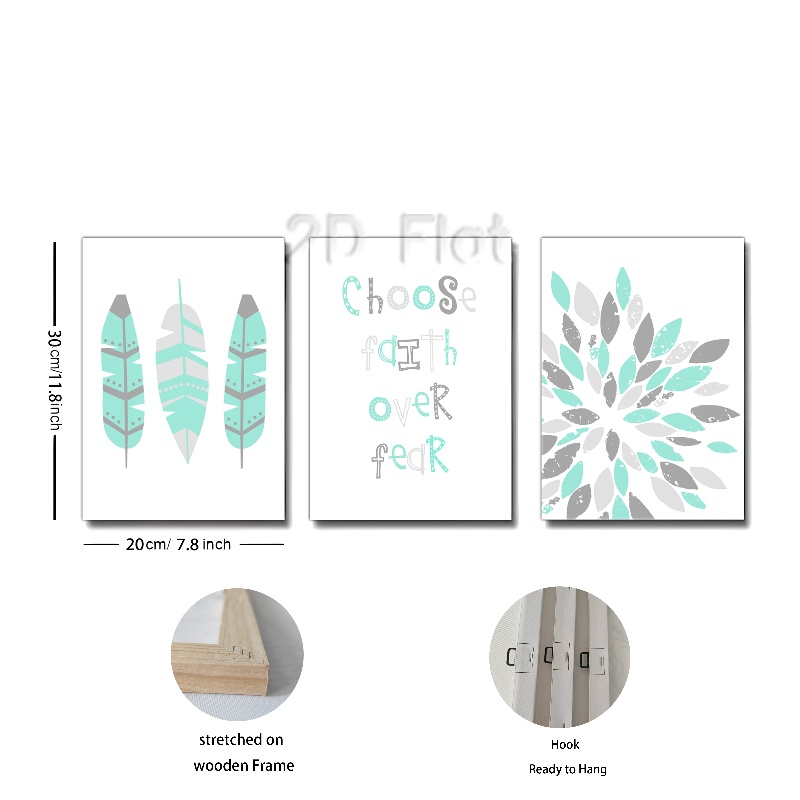 2D Flat
Choose
faith
over
fear
30cm/11.8inch
20cm/ 7.8 inch
stretched on
wooden Frame
Hook
Ready to Hang